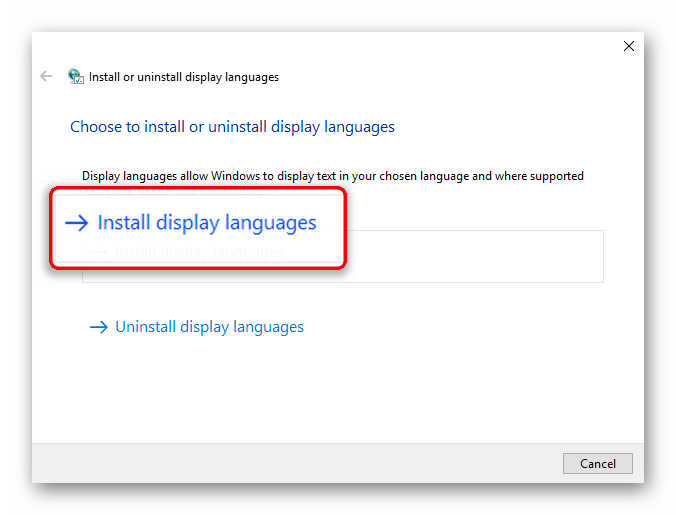 Install or uninstall display languages
Choose to install or uninstall display languages
Display languages allow Windows to display text in your chosen language and where supported
Install display languages
Install display languages
Uninstall display languages
Cancel